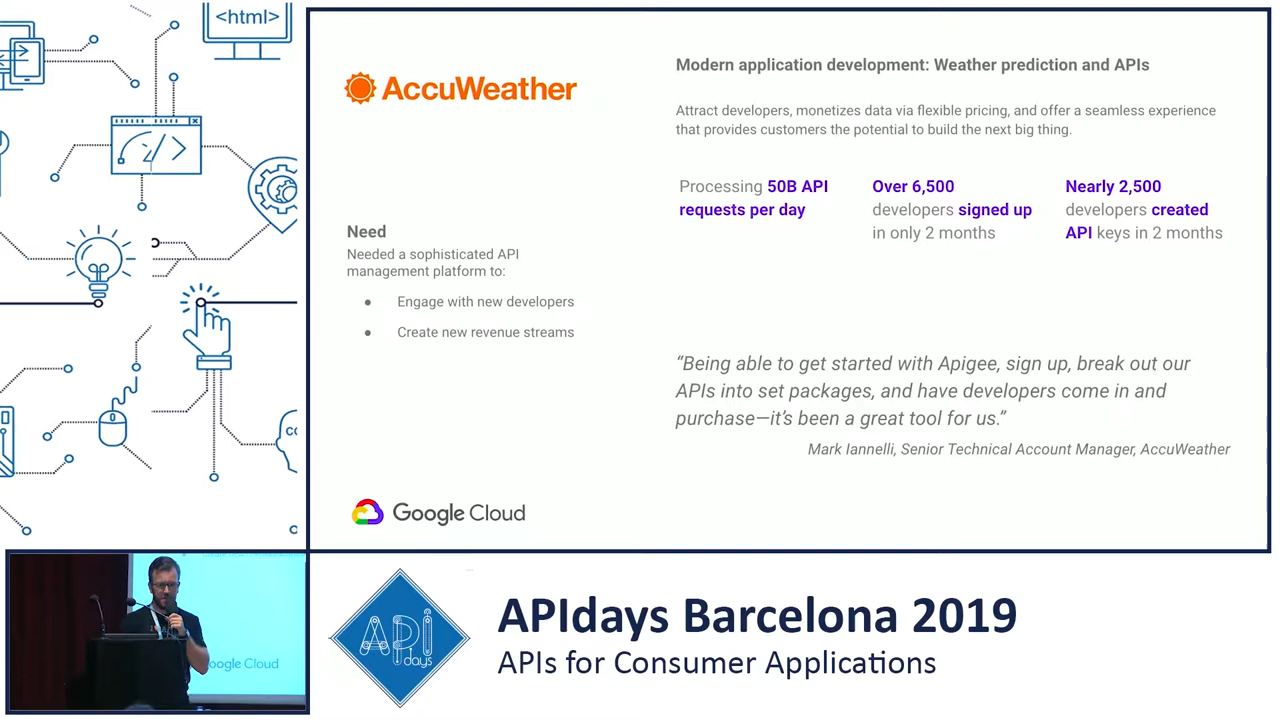 <html>
AccuWeather
Modern application development: Weather prediction and APIs
Attract developers, monetizes data via flexible pricing, and offer a seamless experience
that provides customers the potential to build the next big thing.
Processing 50B API
requests per day
Over 6,500
developers signed up
in only 2 months
Nearly 2,500
developers created
API keys in 2 months
Need
Needed a sophisticated API
management platform to:
● Engage with new developers
● Create new revenue streams
“Being able to get started with Apigee, sign up, break out our
APIs into set packages, and have developers come in and
purchase—it’s been a great tool for us.”
Mark Iannelli, Senior Technical Account Manager, AccuWeather
Google Cloud
oogle Cloud
API
days
APIdays Barcelona 2019
APIs for Consumer Applications